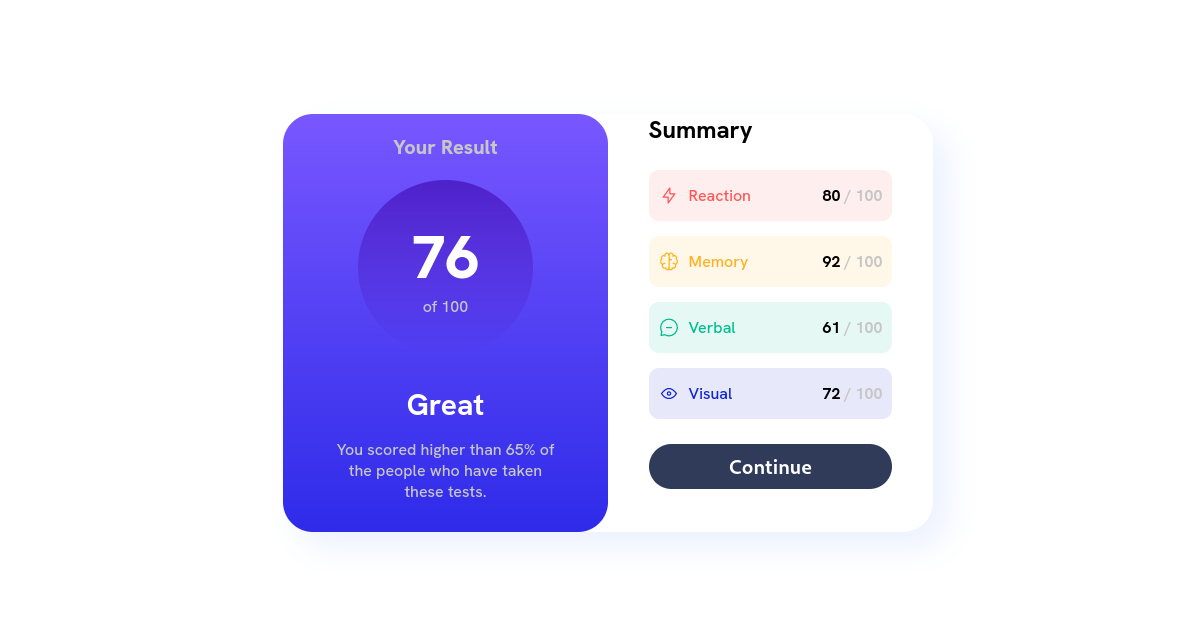 Your Result
76
of 100
Great
You scored higher than 65% of
the people who have taken
these tests.
Summary
Reaction 80 / 100
Memory 92 / 100
Verbal 61 / 100
Visual 72 / 100
Continue